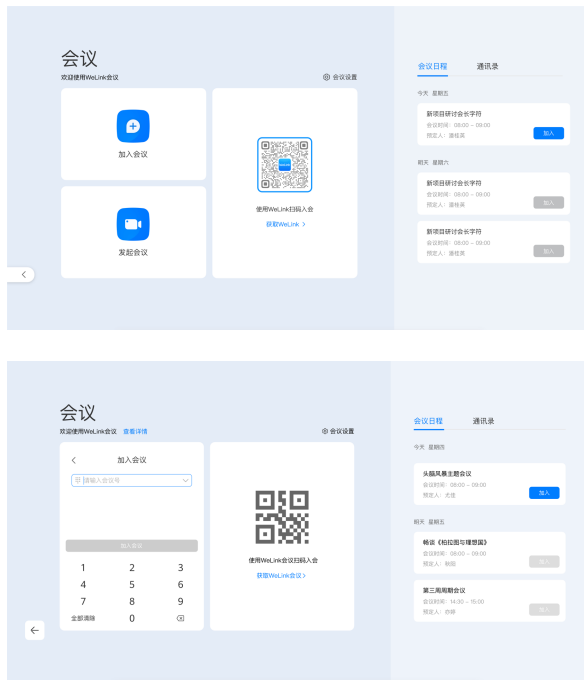 会议
欢迎使用WeLink会议
会议设置
加入会议
发起会议
使用WeLink扫码入会
获取WeLink >
会议日程 通讯录
今天 星期五
新项目研讨会长字符
会议时间：08:00 - 09:00
预定人：潘桂英
加入
明天 星期六
新项目研讨会长字符
会议时间：08:00 - 09:00
预定人：潘桂英
加入
新项目研讨会长字符
会议时间：08:00 - 09:00
预定人：潘桂英
加入
会议
欢迎使用WeLink会议 查看详情
会议设置
加入会议
请输入会议号
加入会议
1 2 3
4 5 6
7 8 9
全部清除 0
使用WeLink会议扫码入会
获取WeLink会议 >
会议日程 通讯录
今天 星期四
头脑风暴主题会议
会议时间：08:00 - 09:00
预定人：尤佳
加入
明天 星期五
畅谈《柏拉图与理想国》
会议时间：08:00 - 09:00
预定人：
加入
第三周周期会议
会议时间：14:30 - 15:00
预定人：
加入